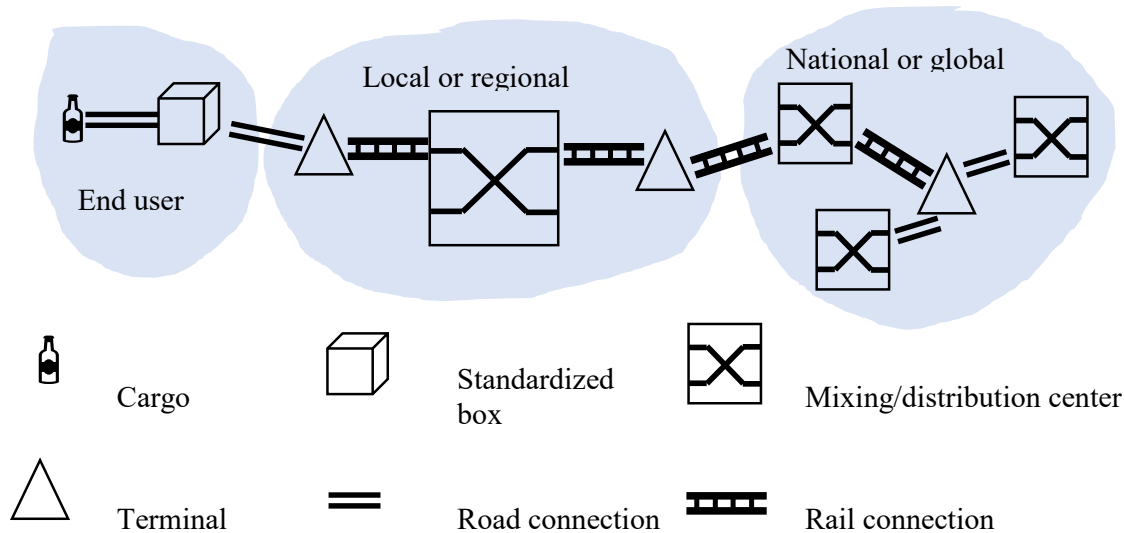 Local or regional
National or global
End user
Cargo
Standardized
box
Mixing/distribution center
Terminal
Road connection
Rail connection